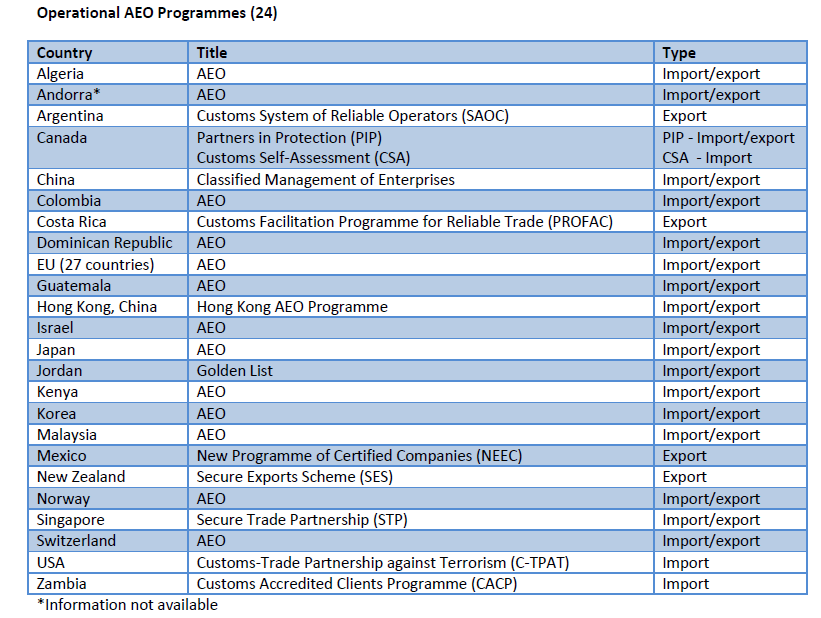 Operational AEO Programmes (24)
Country Title Type
Algeria AEO Import/export
Andorra* AEO Import/export
Argentina Customs System of Reliable Operators (SAOC) Export
Canada Partners in Protection (PIP) PIP - Import/export
Customs Self-Assessment (CSA) CSA - Import
China Classified Management of Enterprises Import/export
Colombia AEO Import/export
Costa Rica Customs Facilitation Programme for Reliable Trade (PROFAC) Export
Dominican Republic AEO Import/export
EU (27 countries) AEO Import/export
Guatemala AEO Import/export
Hong Kong, China Hong Kong AEO Programme Import/export
Israel AEO Import/export
Japan AEO Import/export
Jordan Golden List Import/export
Kenya AEO Import/export
Korea AEO Import/export
Malaysia AEO Import/export
Mexico New Programme of Certified Companies (NEEC) Export
New Zealand Secure Exports Scheme (SES) Export
Norway AEO Import/export
Singapore Secure Trade Partnership (STP) Import/export
Switzerland AEO Import/export
USA Customs-Trade Partnership against Terrorism (C-TPAT) Import
Zambia Customs Accredited Clients Programme (CACP) Import
*Information not available